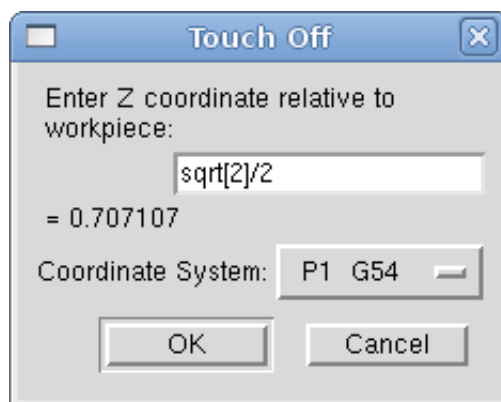 Touch Off
Enter Z coordinate relative to
workpiece:
sqrt[2]/2
= 0.707107
Coordinate System: P1 G54
OK Cancel